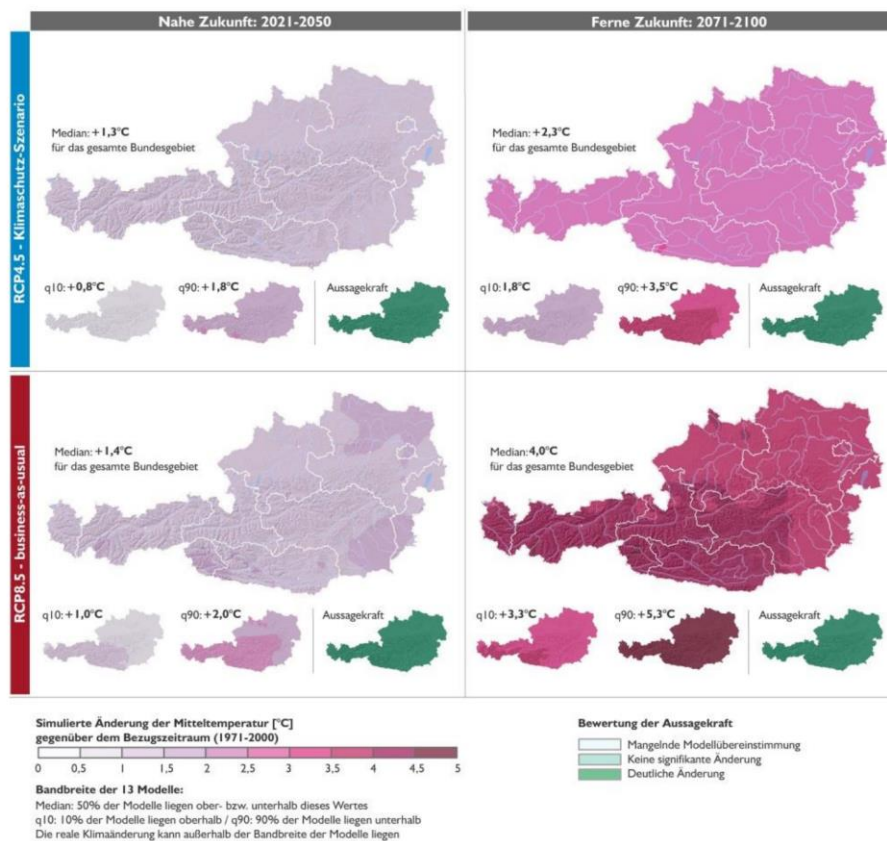 Nahe Zukunft: 2021-2050
Ferne Zukunft: 2071-2100
RCP4.5 - Klimaschutz-Szenario
Median: +1,3°C
für das gesamte Bundesgebiet
q10: +0,8°C
q90: +1,8°C
Aussagekraft
Median: +2,3°C
für das gesamte Bundesgebiet
q10: 1,8°C
q90: +3,5°C
Aussagekraft
RCP8.5 - business-as-usual
Median: +1,4°C
für das gesamte Bundesgebiet
q10: +1,0°C
q90: +2,0°C
Aussagekraft
Median: 4,0°C
für das gesamte Bundesgebiet
q10: +3,3°C
q90: +5,3°C
Aussagekraft
Simulierte Änderung der Mitteltemperatur [°C]
gegenüber dem Bezugszeitraum (1971-2000)
0 0,5 1 1,5 2 2,5 3 3,5 4 4,5 5
Bandbreite der 13 Modelle:
Median: 50% der Modelle liegen ober- bzw. unterhalb dieses Wertes
q10: 10% der Modelle liegen oberhalb / q90: 90% der Modelle liegen unterhalb
Die reale Klimaänderung kann außerhalb der Bandbreite der Modelle liegen
Bewertung der Aussagekraft
Mangelnde Modellübereinstimmung
Keine signifikante Änderung
Deutliche Änderung